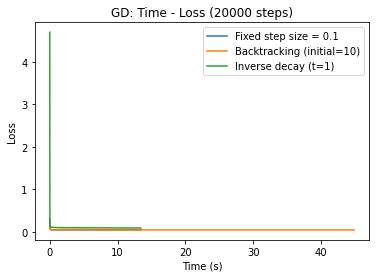 GD: Time - Loss (20000 steps)
Fixed step size = 0.1
Backtracking (initial=10)
Inverse decay (t=1)
Loss
4
3
2
1
0
0
10
20
30
40
Time (s)